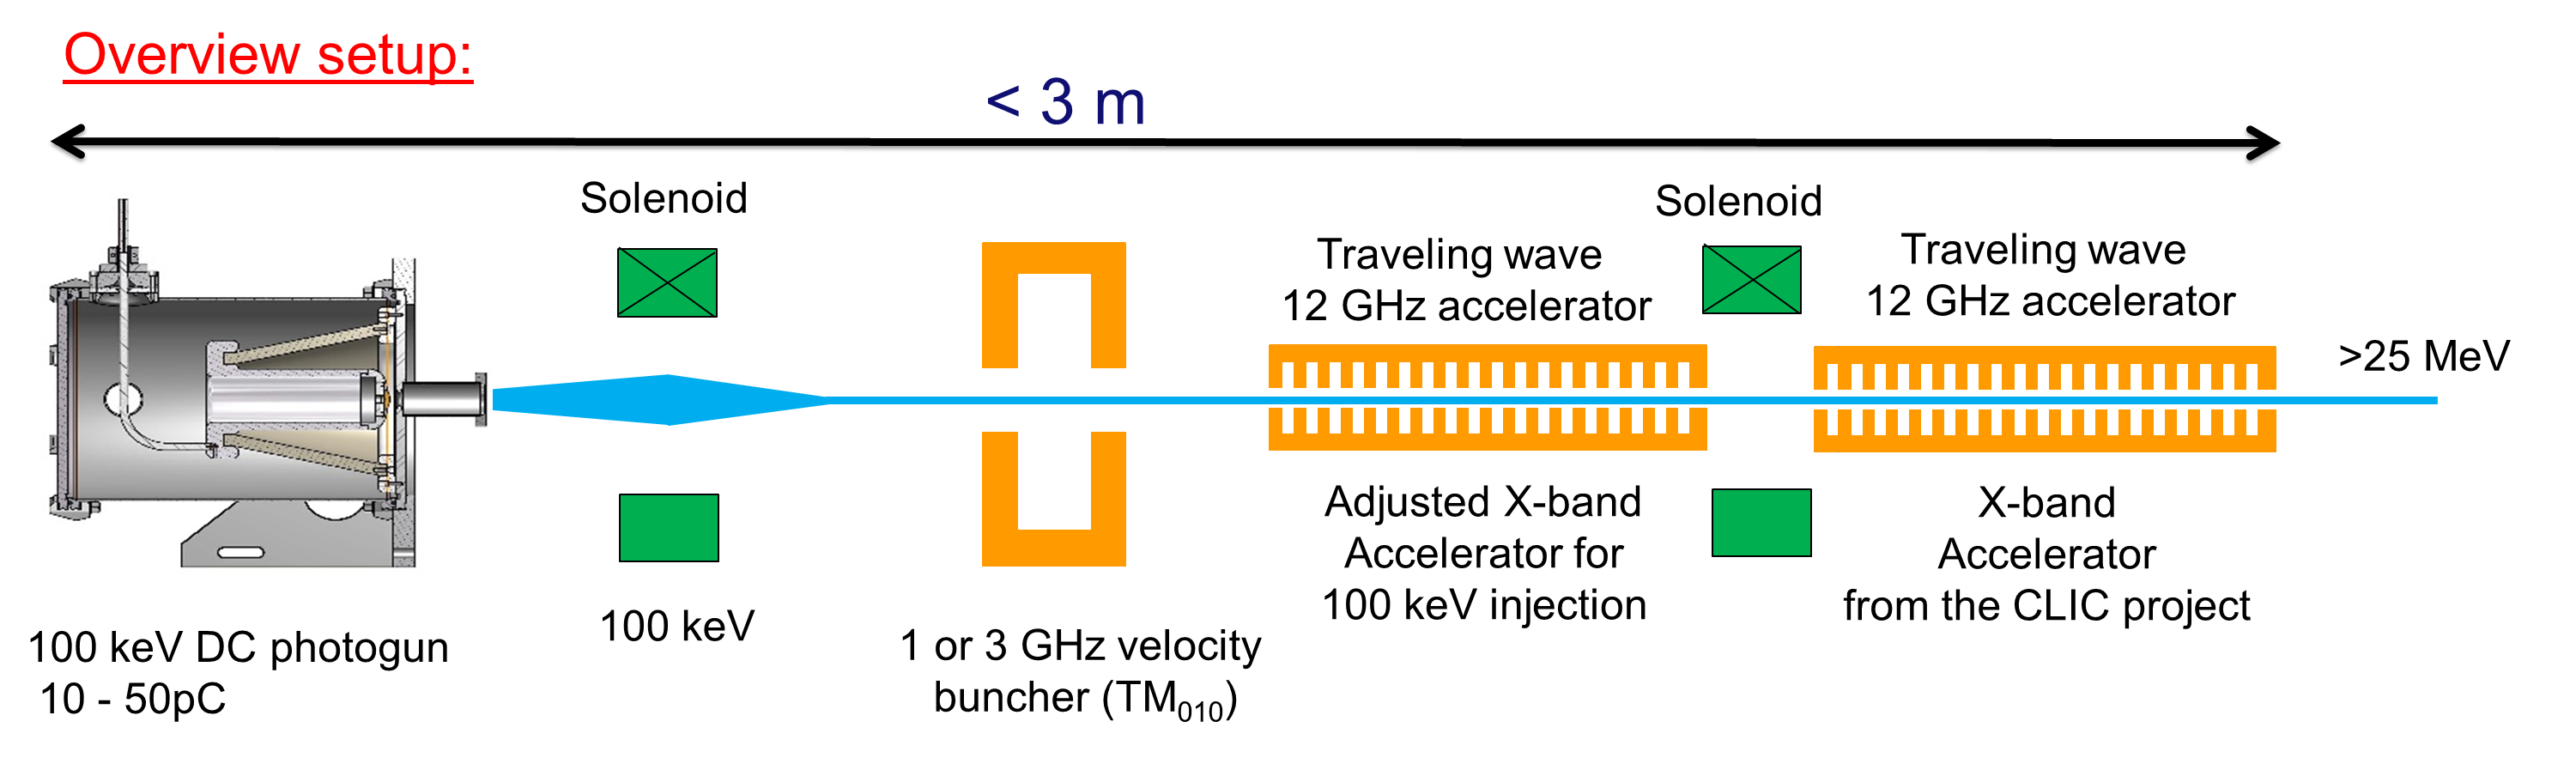 Overview setup:
< 3 m
Solenoid
Solenoid
Traveling wave
12 GHz accelerator
Traveling wave
12 GHz accelerator
>25 MeV
100 keV DC photogun
10 - 50pC
100 keV
1 or 3 GHz velocity
buncher (TM010)
Adjusted X-band
Accelerator for
100 keV injection
X-band
Accelerator
from the CLIC project